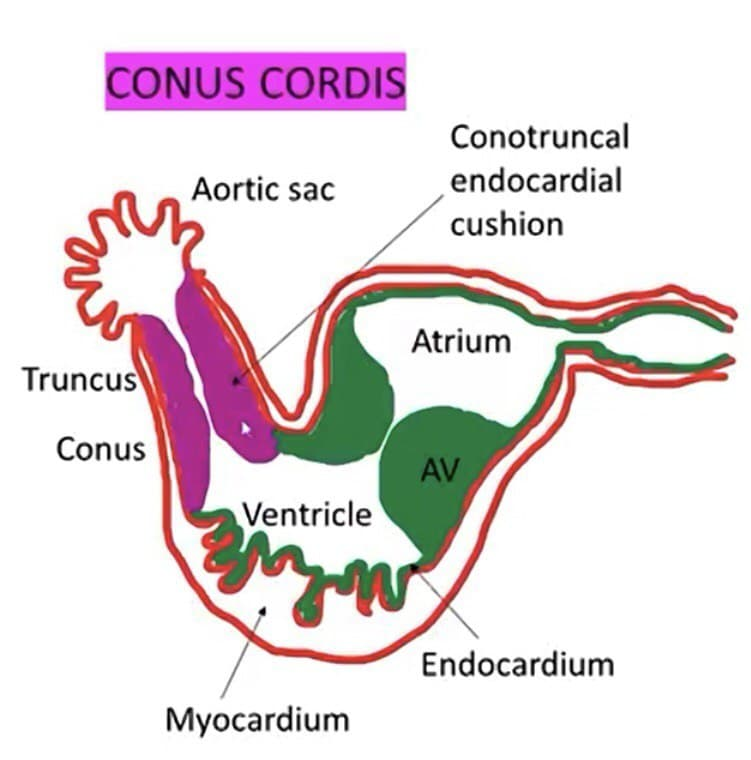 CONUS CORDIS
Conotruncal
endocardial
cushion
Aortic sac
Atrium
Truncus
Conus
AV
Ventricle
Endocardium
Myocardium